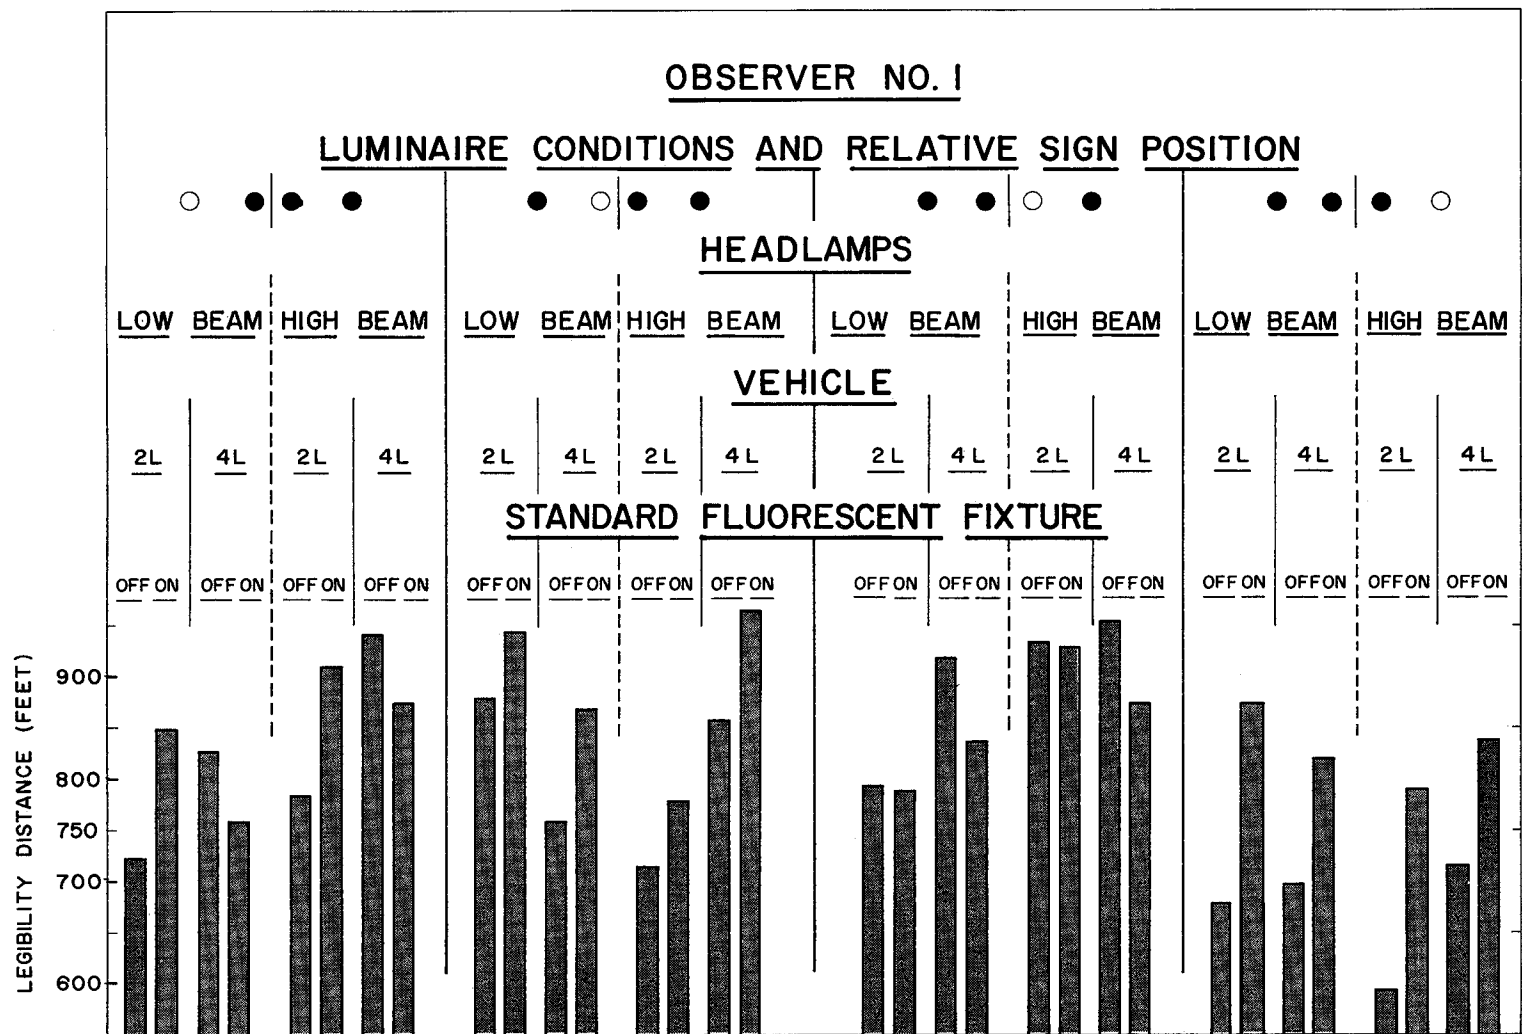 OBSERVER NO. 1
LUMINAIRE CONDITIONS AND RELATIVE SIGN POSITION
HEADLAMPS
LOW BEAM HIGH BEAM LOW BEAM HIGH BEAM LOW BEAM HIGH BEAM LOW BEAM HIGH BEAM
VEHICLE
2L 4L 2L 4L 2L 4L 2L 4L 2L 4L 2L 4L 2L 4L 2L 4L
STANDARD FLUORESCENT FIXTURE
OFF ON OFF ON OFF ON OFF ON OFF ON OFF ON OFF ON OFF ON OFF ON OFF ON OFF ON OFF ON OFF ON OFF ON OFF ON OFF ON
LEGIBILITY DISTANCE (FEET)
900
800
750
700
600